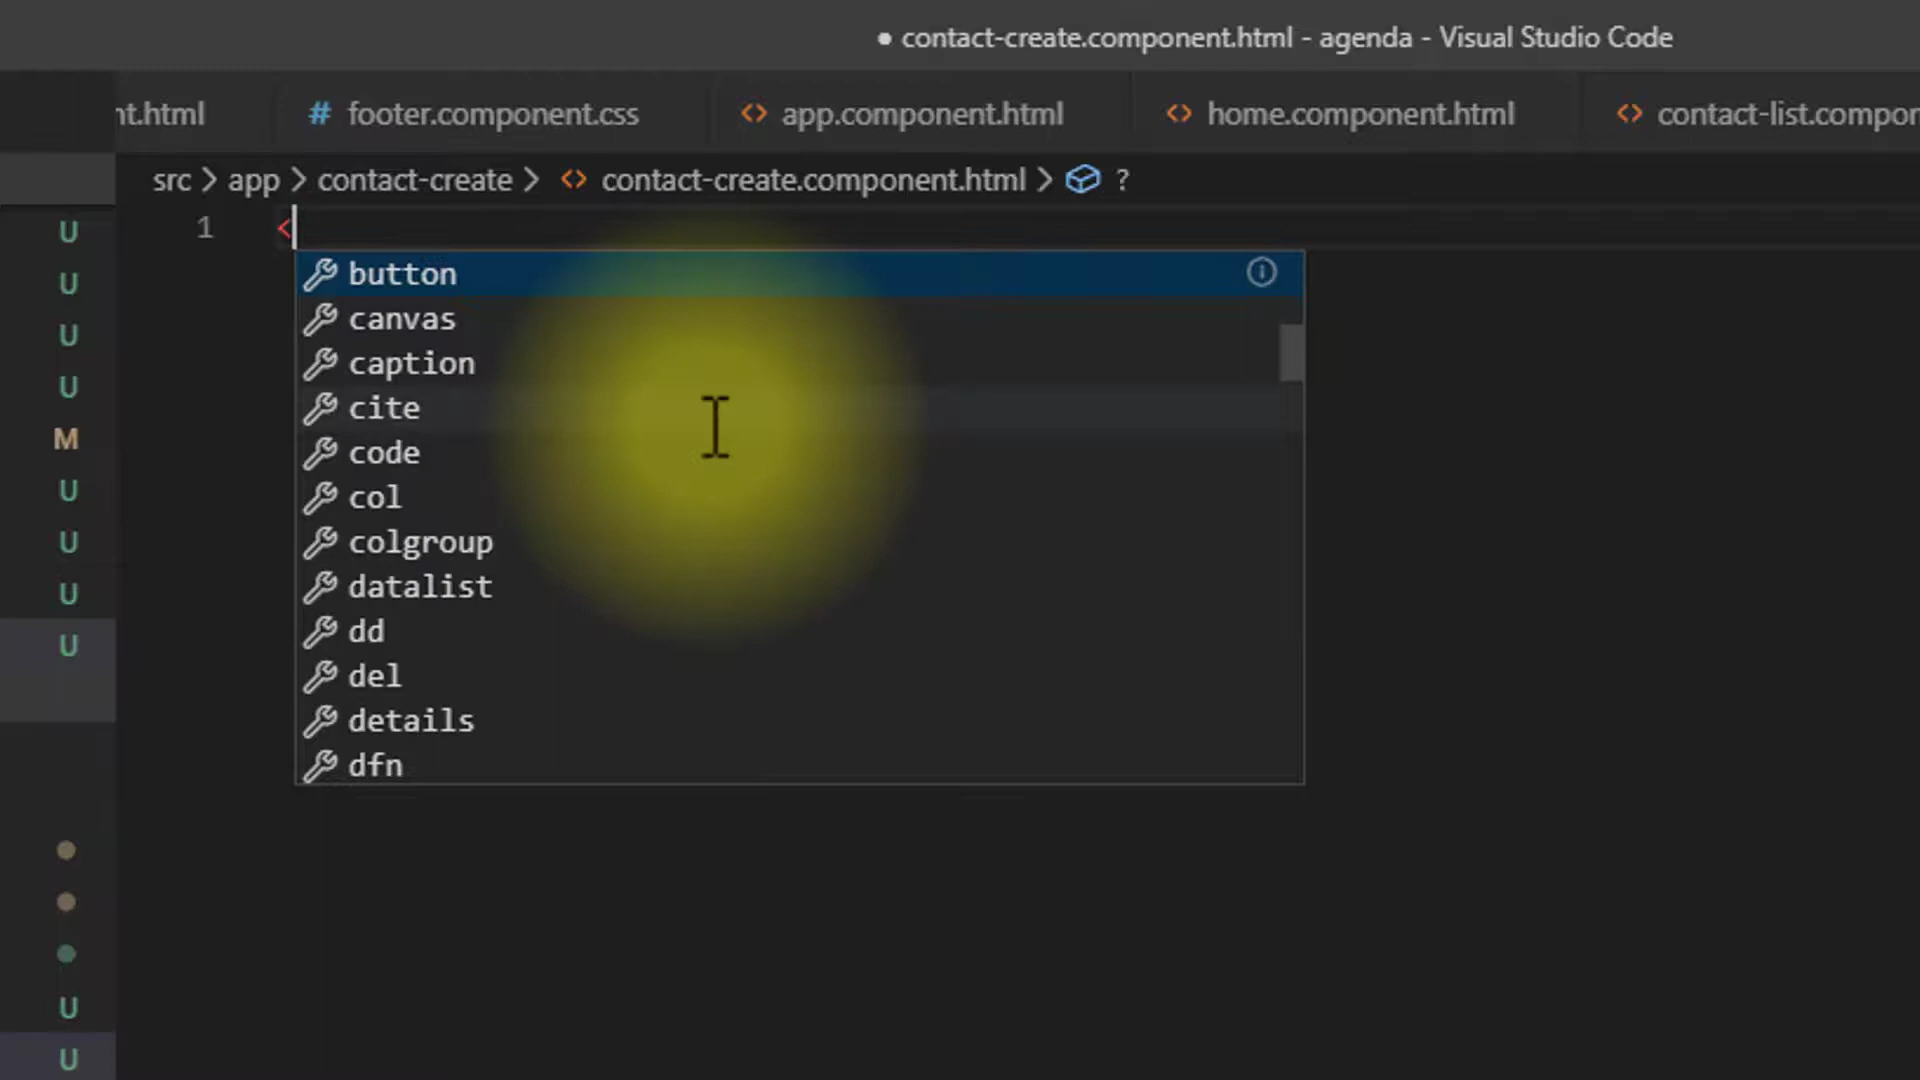 ● contact-create.component.html - agenda - Visual Studio Code
nt.html # footer.component.css <> app.component.html <> home.component.html <> contact-list.compon
src > app > contact-create > <> contact-create.component.html > ?
1 <
button
canvas
caption
cite
code
col
colgroup
datalist
dd
del
details
dfn
U
U
U
U
M
U
U
U
U
U
U